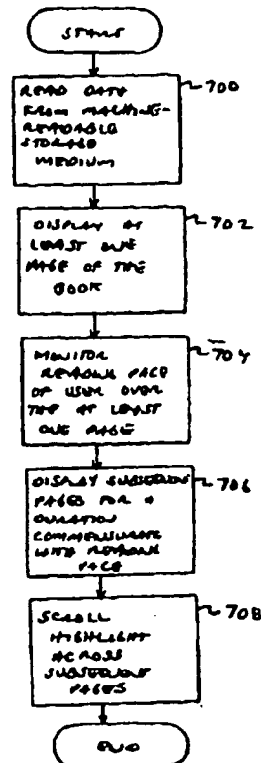 START
READ DATA
FROM MACHINE-
READABLE
STORAGE
MEDIUM
700
DISPLAY AT
LEAST ONE
PAGE OF THE
BOOK
702
MONITOR
READING PACE
OF USER OVER
THE AT LEAST
ONE PAGE
704
DISPLAY SUBSEQUENT
PAGES FOR A
DURATION
COMMENSURATE
WITH READING
PACE
706
SCROLL
HIGHLIGHT
ACROSS
SUBSEQUENT
PAGES
708
END